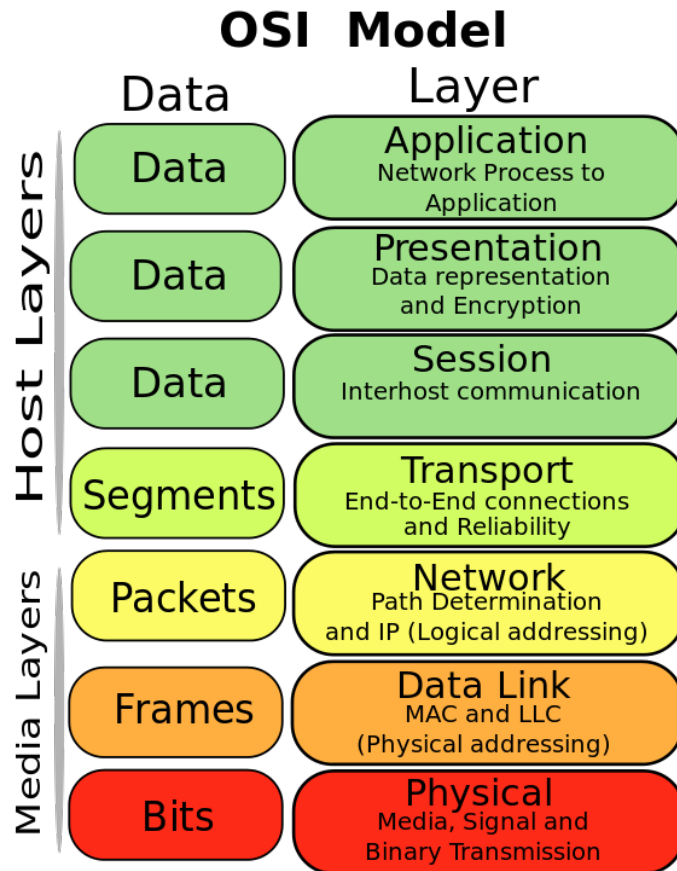 OSI Model
Data
Layer
Host Layers
Data
Application
Network Process to
Application
Data
Presentation
Data representation
and Encryption
Data
Session
Interhost communication
Segments
Transport
End-to-End connections
and Reliability
Media Layers
Packets
Network
Path Determination
and IP (Logical addressing)
Frames
Data Link
MAC and LLC
(Physical addressing)
Bits
Physical
Media, Signal and
Binary Transmission